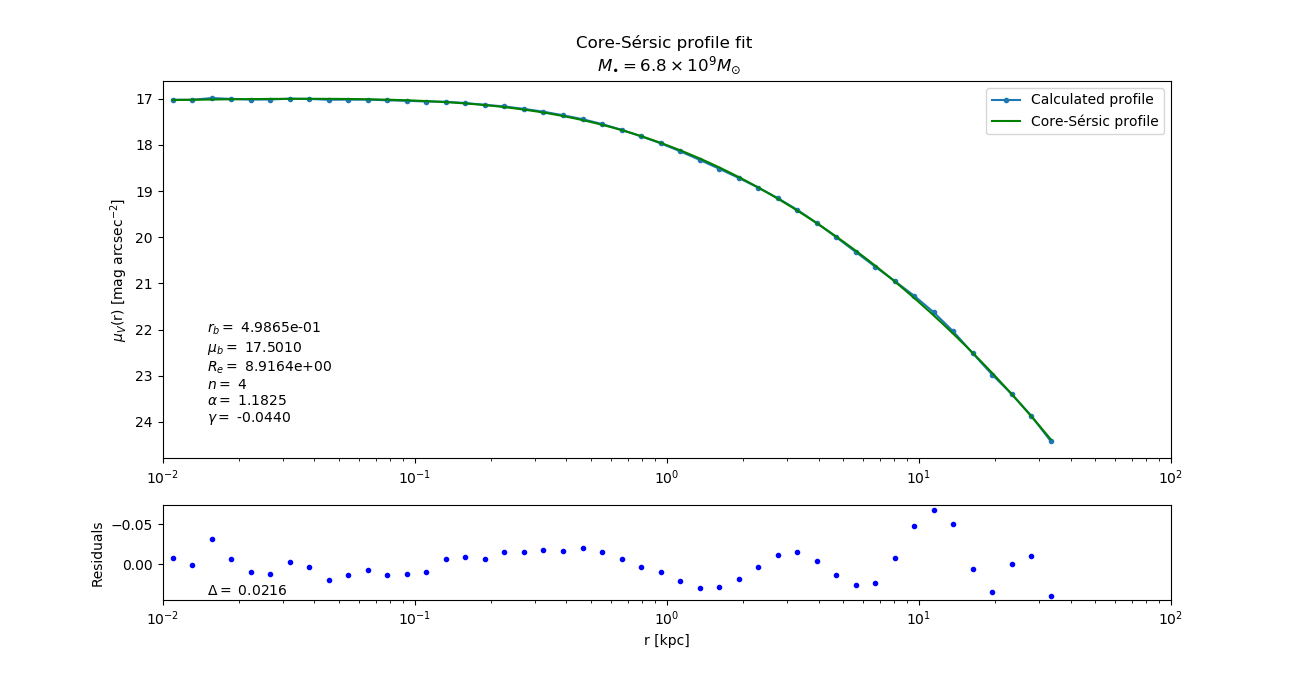 Core-Sérsic profile fit
M• = 6.8 × 10⁹M⊙
Calculated profile
Core-Sérsic profile
μV(r) [mag arcsec⁻²]
17
18
19
20
21
22
23
24
r_b = 4.9865e-01
μ_b = 17.5010
R_e = 8.9164e+00
n = 4
α = 1.1825
γ = -0.0440
10⁻² 10⁻¹ 10⁰ 10¹ 10²
Residuals
−0.05
0.00
Δ = 0.0216
10⁻² 10⁻¹ 10⁰ 10¹ 10²
r [kpc]